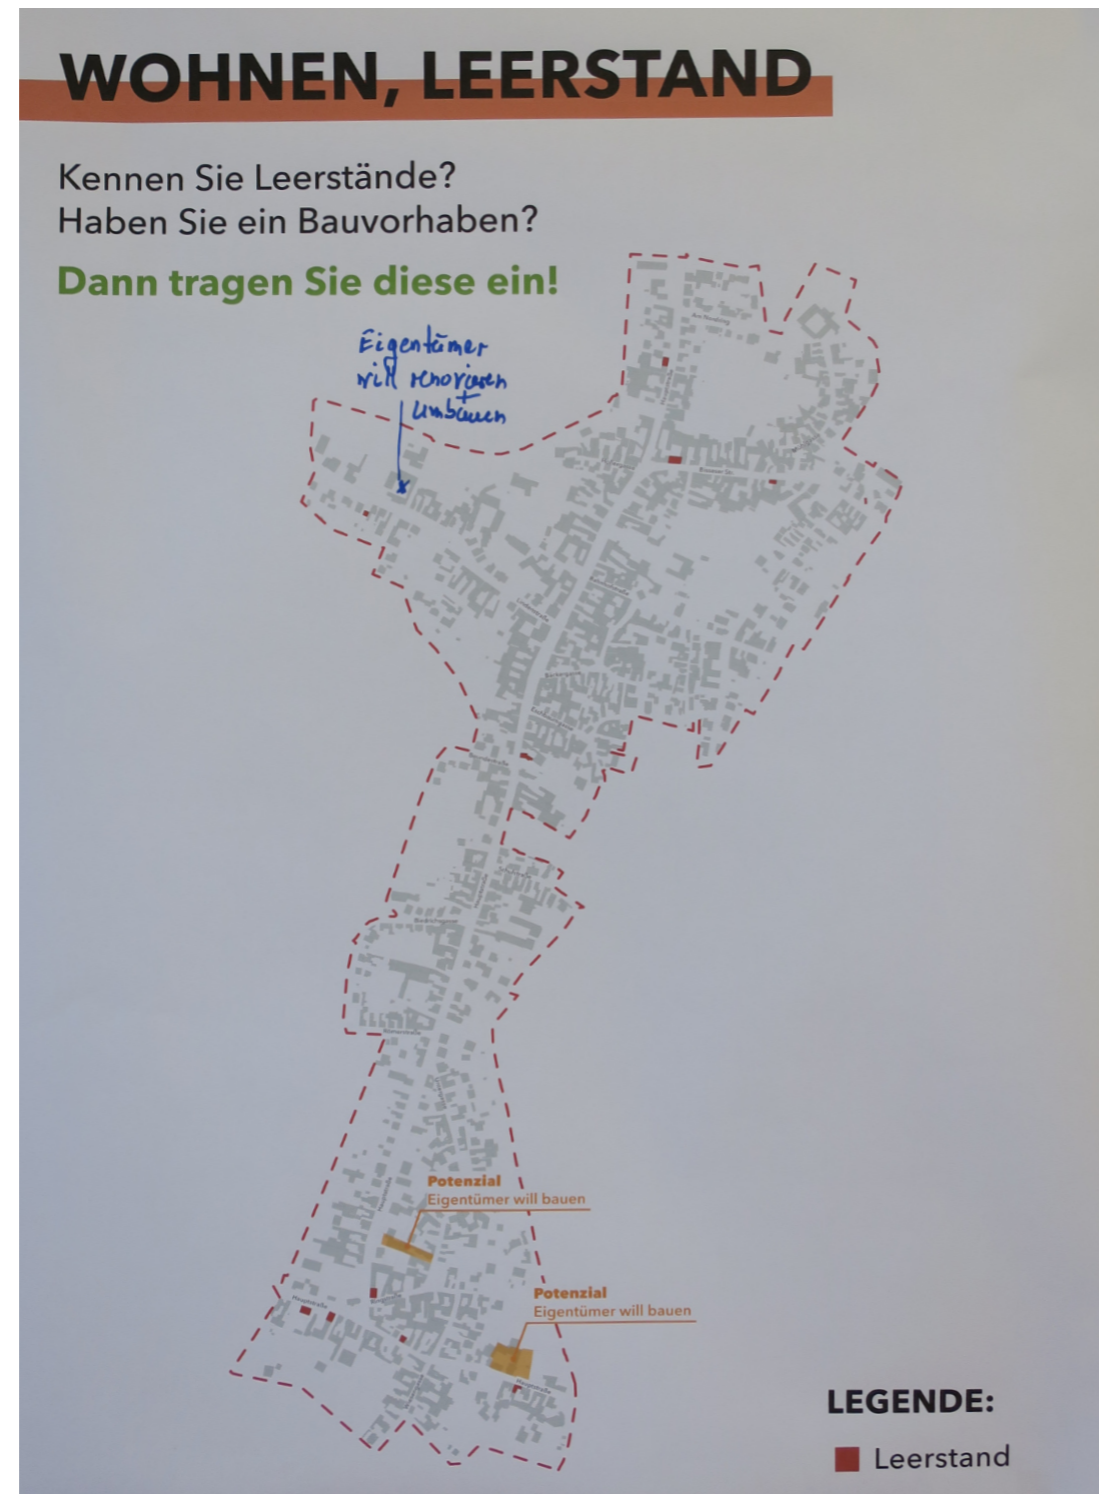 WOHNEN, LEERSTAND
Kennen Sie Leerstände?
Haben Sie ein Bauvorhaben?
Dann tragen Sie diese ein!
Eigentümer
will renovieren
+
umbauen
Potenzial
Eigentümer will bauen
Potenzial
Eigentümer will bauen
Hauptstraße
LEGENDE:
Leerstand